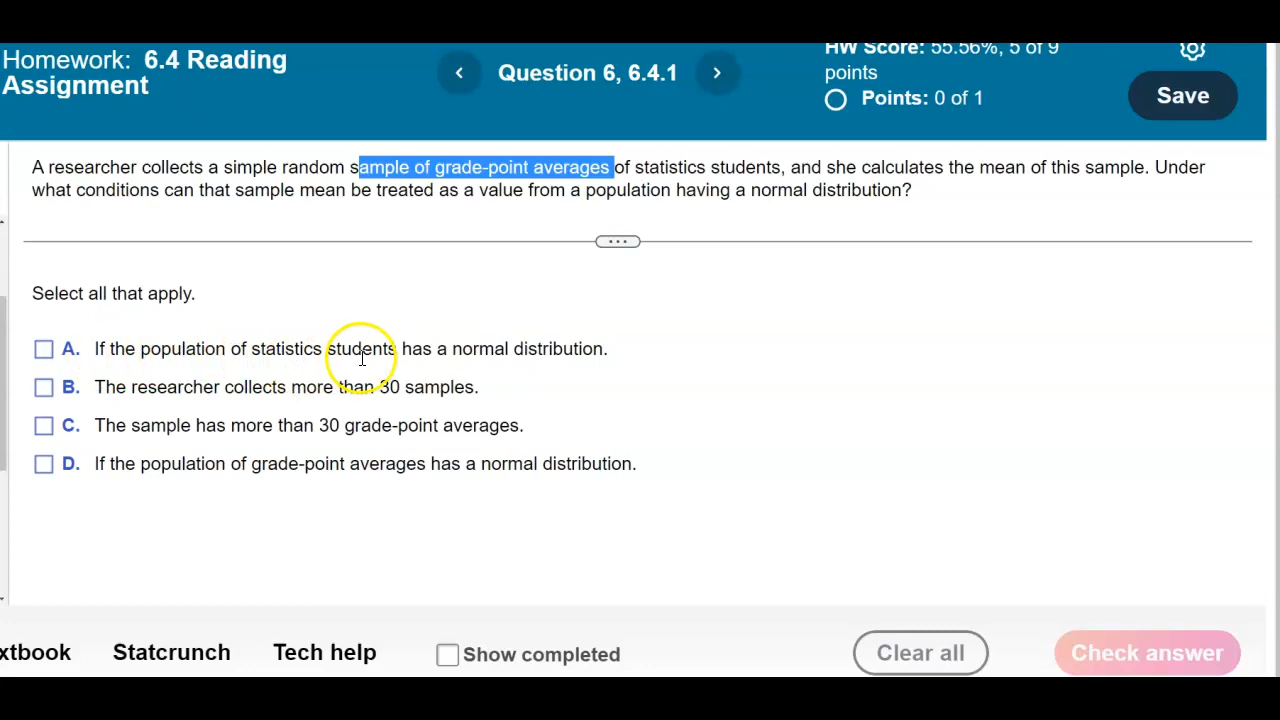 Homework: 6.4 Reading
Assignment
Question 6, 6.4.1
HW Score: 55.56%, 5 of 9
points
Points: 0 of 1
Save
A researcher collects a simple random sample of grade-point averages of statistics students, and she calculates the mean of this sample. Under
what conditions can that sample mean be treated as a value from a population having a normal distribution?
Select all that apply.
A. If the population of statistics students has a normal distribution.
B. The researcher collects more than 30 samples.
C. The sample has more than 30 grade-point averages.
D. If the population of grade-point averages has a normal distribution.
xtbook
Statcrunch
Tech help
Show completed
Clear all
Check answer